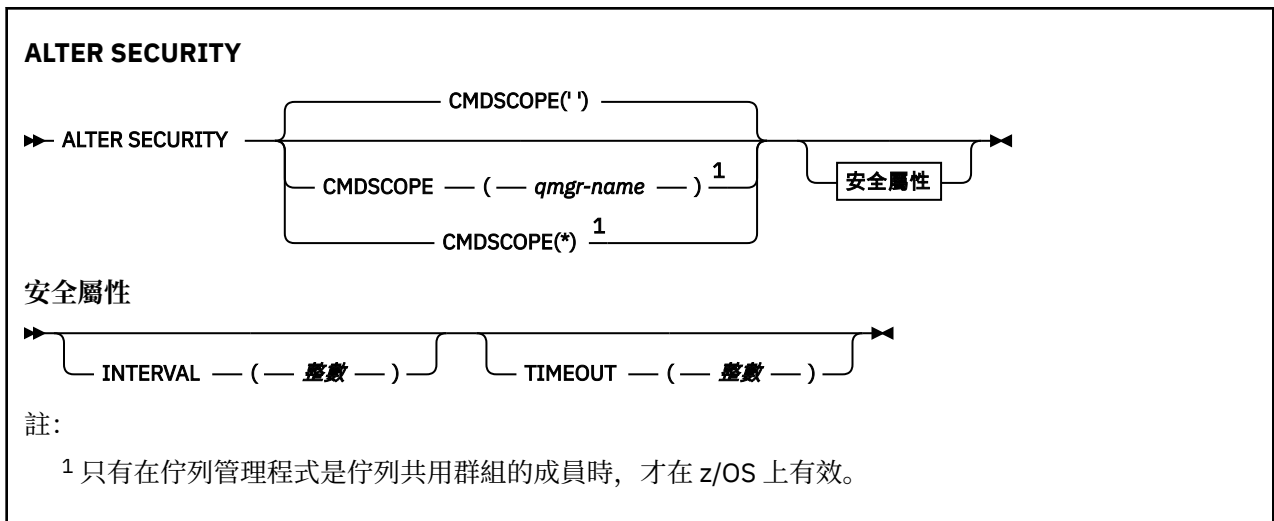 ALTER SECURITY
CMDSCOPE(' ')
ALTER SECURITY
CMDSCOPE ( qmgr-name ) 1
安全屬性
CMDSCOPE(*) 1
安全屬性
INTERVAL ( 整數 ) TIMEOUT ( 整數 )
註:
1 只有在佇列管理程式是佇列共用群組的成員時，才在 z/OS 上有效。